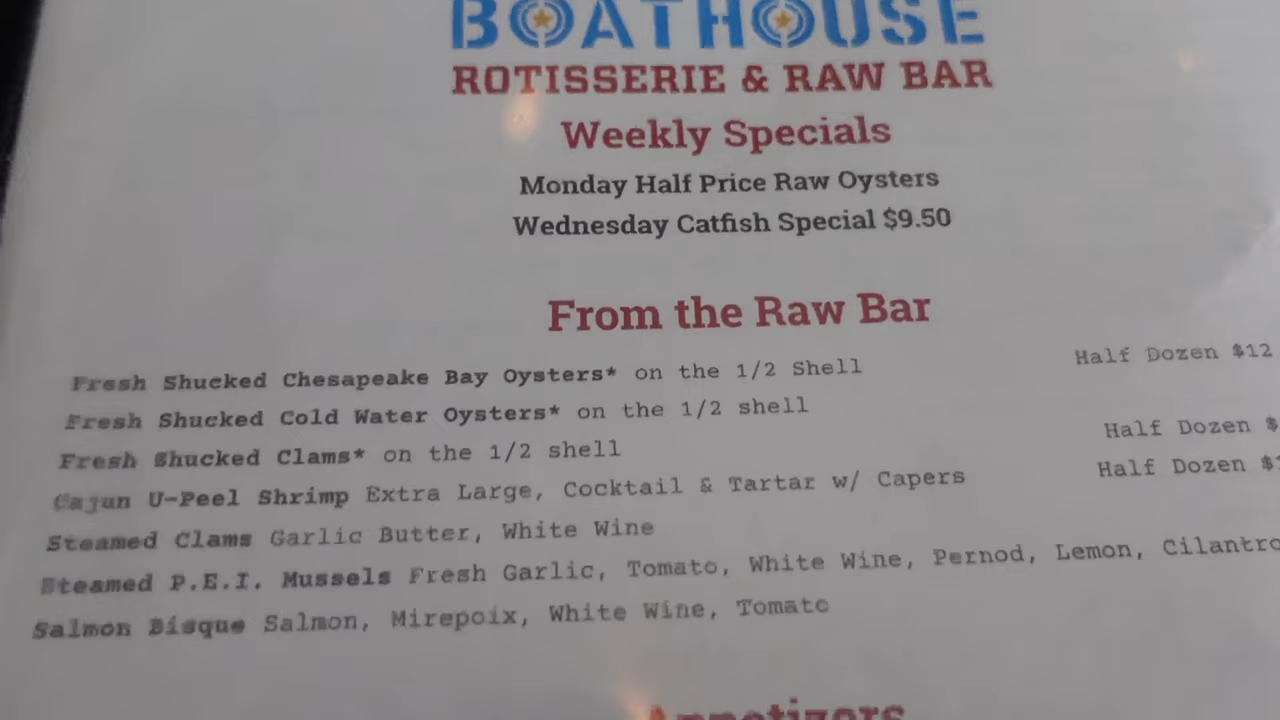 BOATHOUSE
ROTISSERIE & RAW BAR
Weekly Specials
Monday Half Price Raw Oysters
Wednesday Catfish Special $9.50
From the Raw Bar
Fresh Shucked Chesapeake Bay Oysters* on the 1/2 Shell Half Dozen $12
Fresh Shucked Cold Water Oysters* on the 1/2 shell
Fresh Shucked Clams* on the 1/2 shell Half Dozen $
Cajun U-Peel Shrimp Extra Large, Cocktail & Tartar w/ Capers Half Dozen $
Steamed Clams Garlic Butter, White Wine
Steamed P.E.I. Mussels Fresh Garlic, Tomato, White Wine, Pernod, Lemon, Cilantro
Salmon Bisque Salmon, Mirepoix, White Wine, Tomato
Appetizers